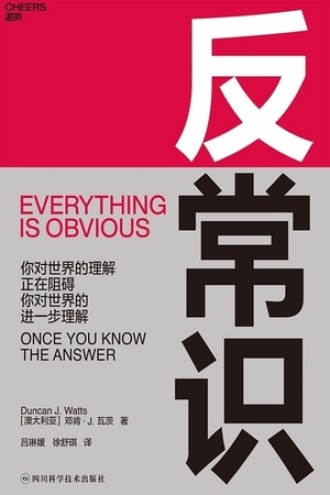 CHEERS
湛庐
反常识
EVERYTHING
IS OBVIOUS
你对世界的理解
正在阻碍
你对世界的
进一步理解
ONCE YOU KNOW
THE ANSWER
Duncan J. Watts
[澳大利亚] 邓肯·J. 瓦茨 著
吕琳媛 徐舒琪 译
四川科学技术出版社